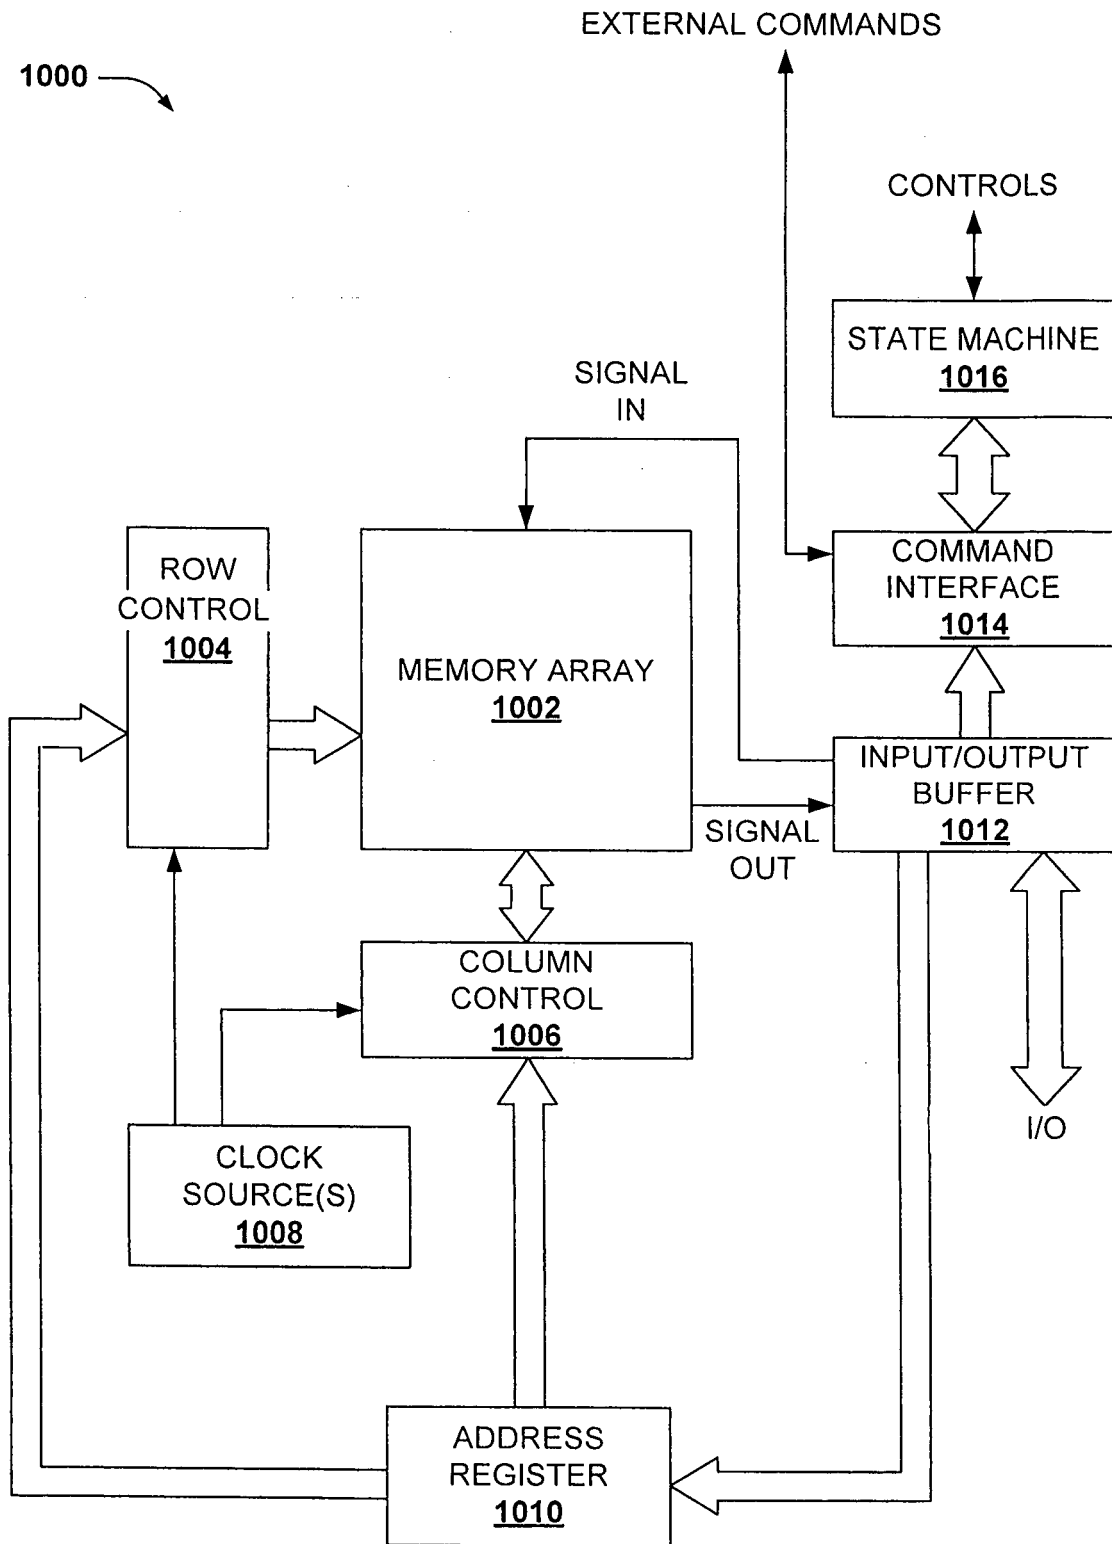 EXTERNAL COMMANDS
1000
CONTROLS
STATE MACHINE
1016
SIGNAL
IN
ROW
CONTROL
1004
COMMAND
INTERFACE
1014
MEMORY ARRAY
1002
INPUT/OUTPUT
BUFFER
1012
SIGNAL
OUT
COLUMN
CONTROL
1006
I/O
CLOCK
SOURCE(S)
1008
ADDRESS
REGISTER
1010